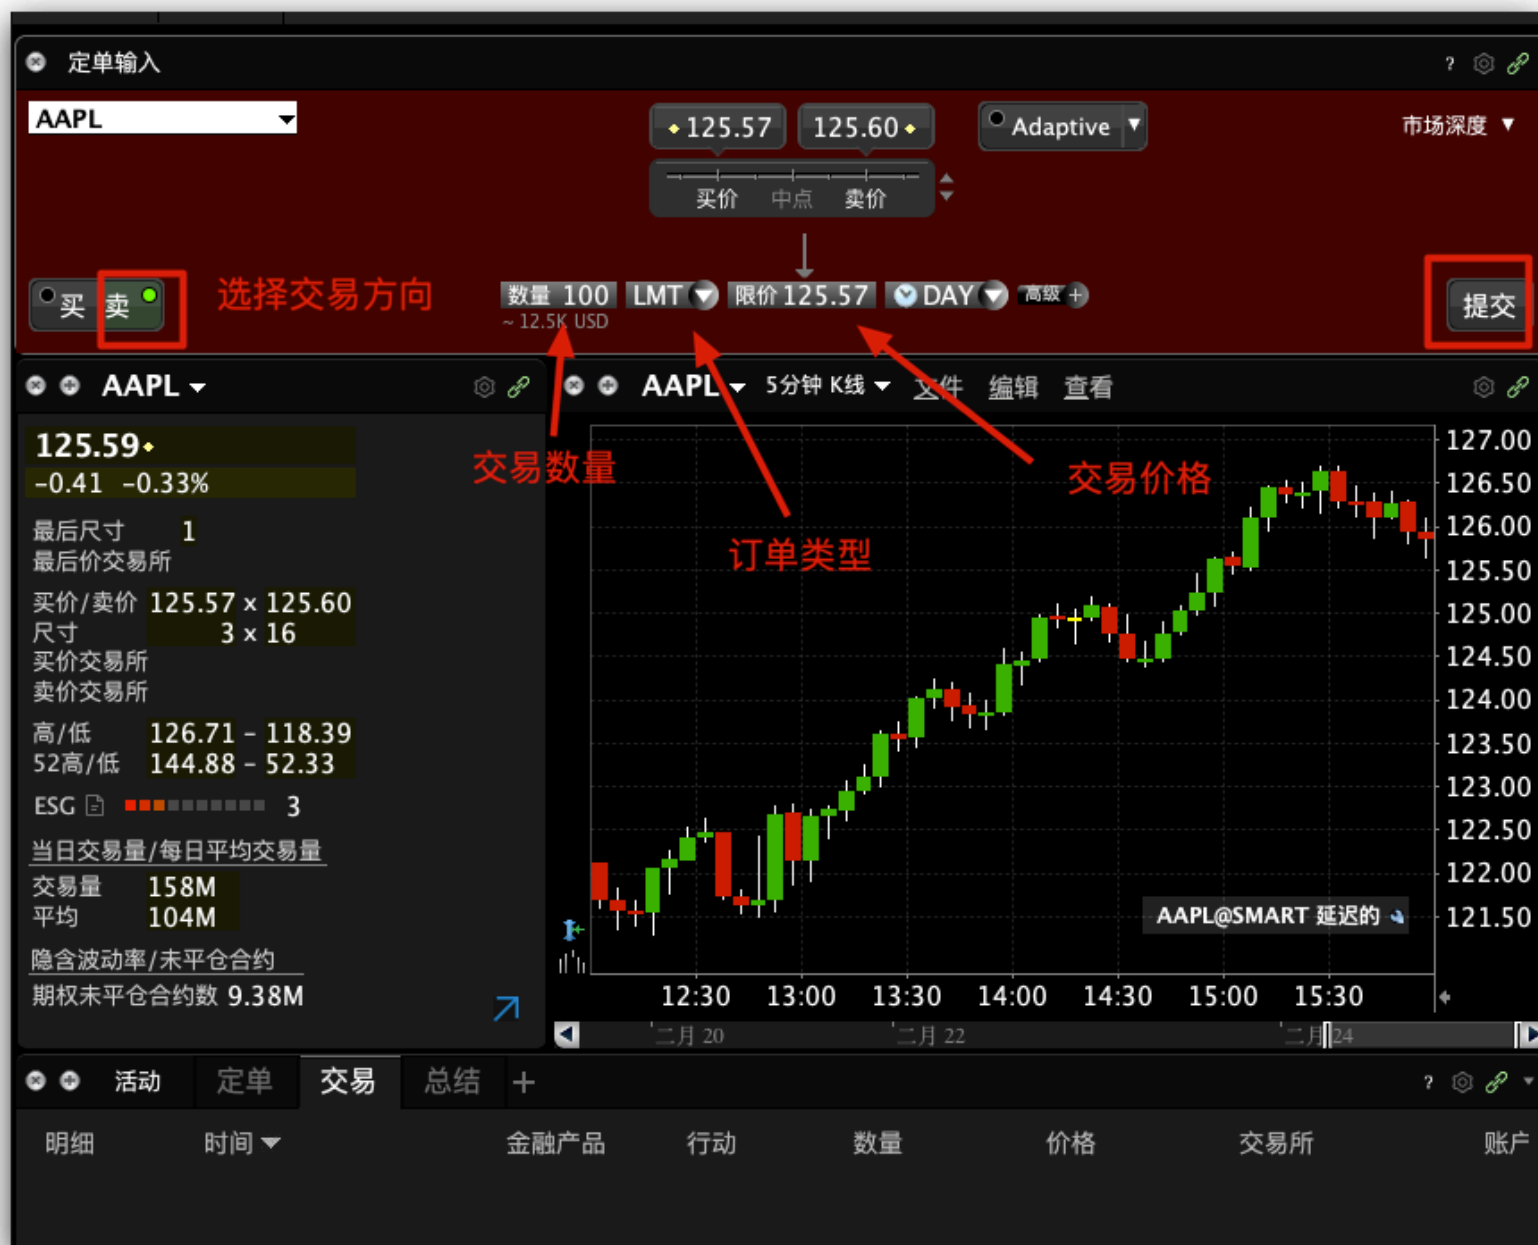 定单输入
?
AAPL
125.57
125.60
Adaptive
市场深度
买价 中点 卖价
买 卖
选择交易方向
数量 100
LMT
限价 125.57
DAY
高级 +
提交
~ 12.5K USD
AAPL
125.59
-0.41 -0.33%
最后尺寸 1
最后价交易所
买价/卖价 125.57 x 125.60
尺寸 3 x 16
买价交易所
卖价交易所
高/低 126.71 - 118.39
52高/低 144.88 - 52.33
ESG 3
当日交易量/每日平均交易量
交易量 158M
平均 104M
隐含波动率/未平仓合约
期权未平仓合约数 9.38M
AAPL 5分钟 K线 文件 编辑 查看
交易数量
订单类型
交易价格
127.00
126.50
126.00
125.50
125.00
124.50
124.00
123.50
123.00
122.50
122.00
121.50
AAPL@SMART 延迟的
12:30 13:00 13:30 14:00 14:30 15:00 15:30
二月 20 二月 22 二月 24
活动 定单 交易 总结 +
?
明细 时间 金融产品 行动 数量 价格 交易所 账户